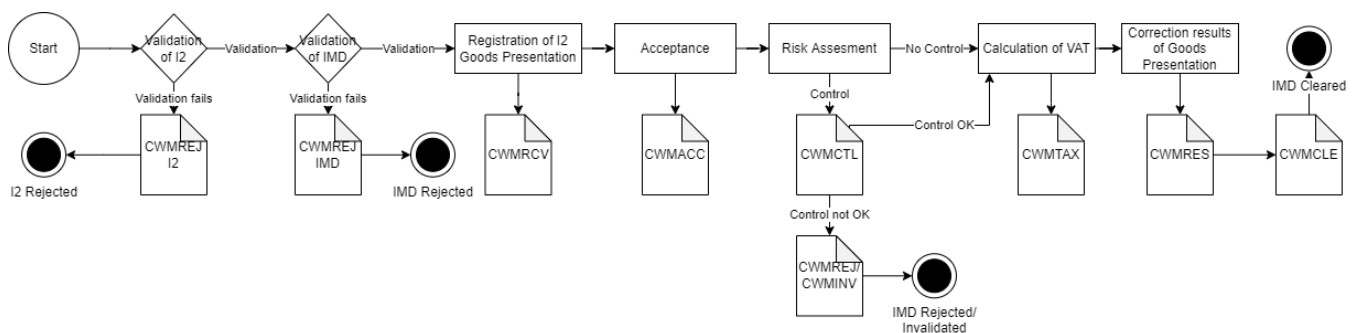 Start
Validation
of I2
Validation
Validation
of IMD
Validation
Registration of I2
Goods Presentation
Acceptance
Risk Assesment
No Control
Calculation of VAT
Correction results
of Goods
Presentation
IMD Cleared
Validation fails
Validation fails
Control
Control OK
CWMREJ
I2
I2 Rejected
CWMREJ
IMD
IMD Rejected
CWMRCV
CWMACC
CWMCTL
CWMTAX
CWMRES
CWMCLE
Control not OK
CWMREJ/
CWMINV
IMD Rejected/
Invalidated